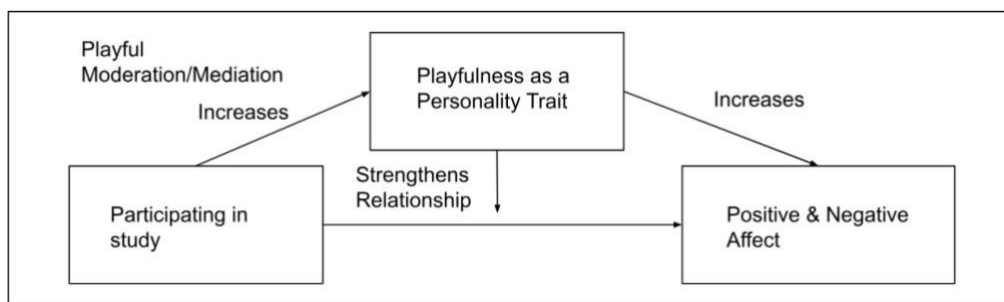 Playful
Moderation/Mediation
Increases
Playfulness as a
Personality Trait
Increases
Strengthens
Relationship
Participating in
study
Positive & Negative
Affect